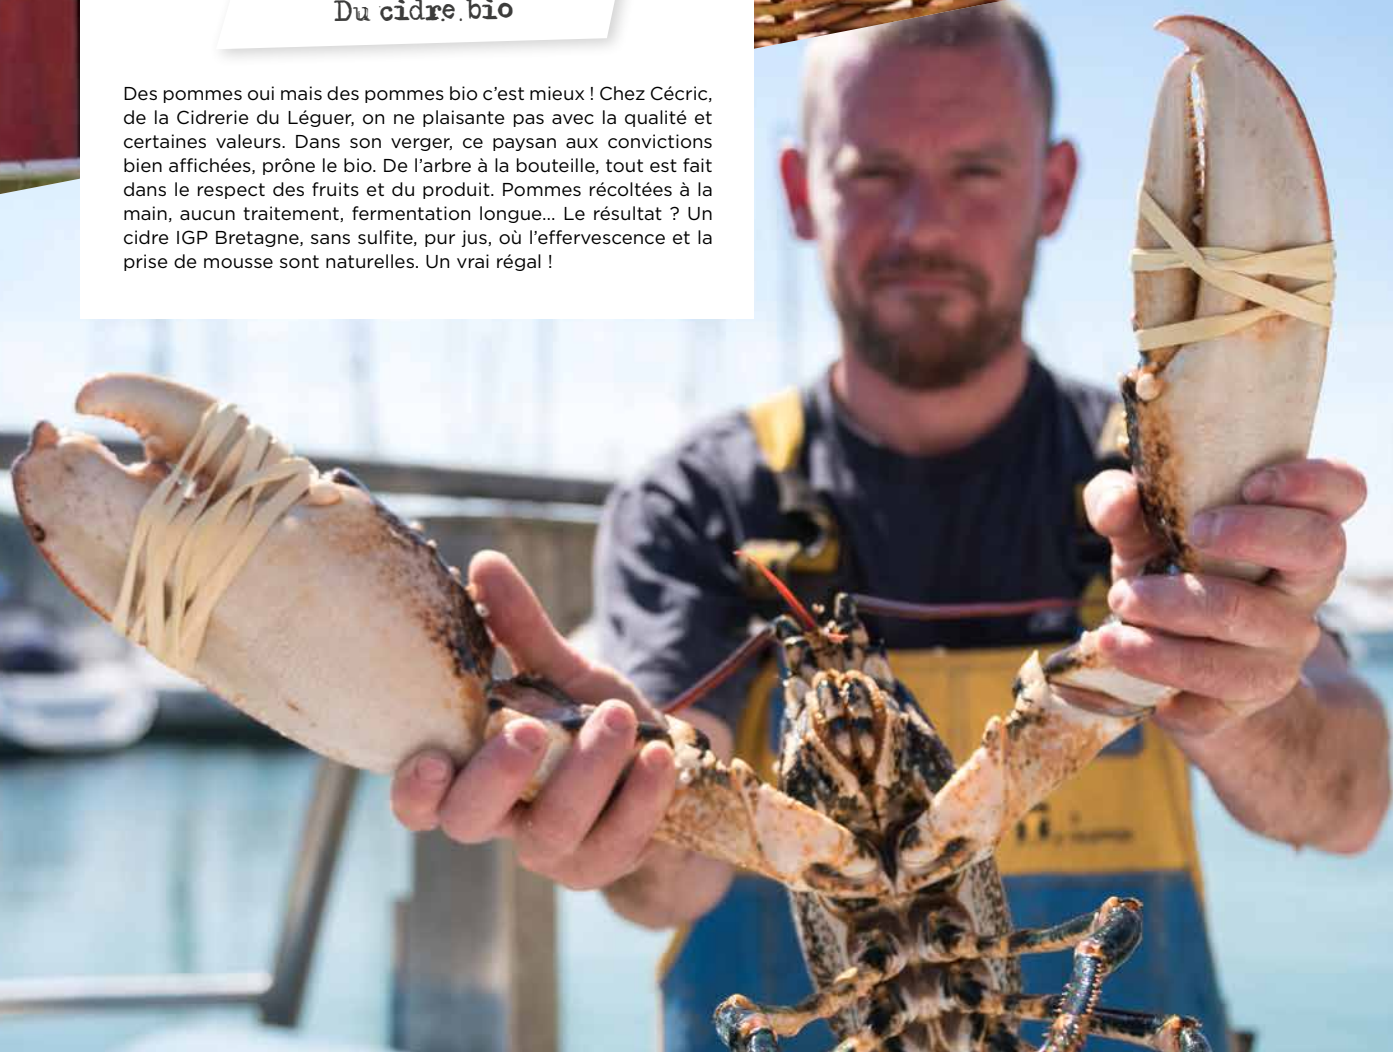 Du cidre bio
Des pommes oui mais des pommes bio c’est mieux ! Chez Cécric,
de la Cidrerie du Léguer, on ne plaisante pas avec la qualité et
certaines valeurs. Dans son verger, ce paysan aux convictions
bien affichées, prône le bio. De l’arbre à la bouteille, tout est fait
dans le respect des fruits et du produit. Pommes récoltées à la
main, aucun traitement, fermentation longue... Le résultat ? Un
cidre IGP Bretagne, sans sulfite, pur jus, où l’effervescence et la
prise de mousse sont naturelles. Un vrai régal !